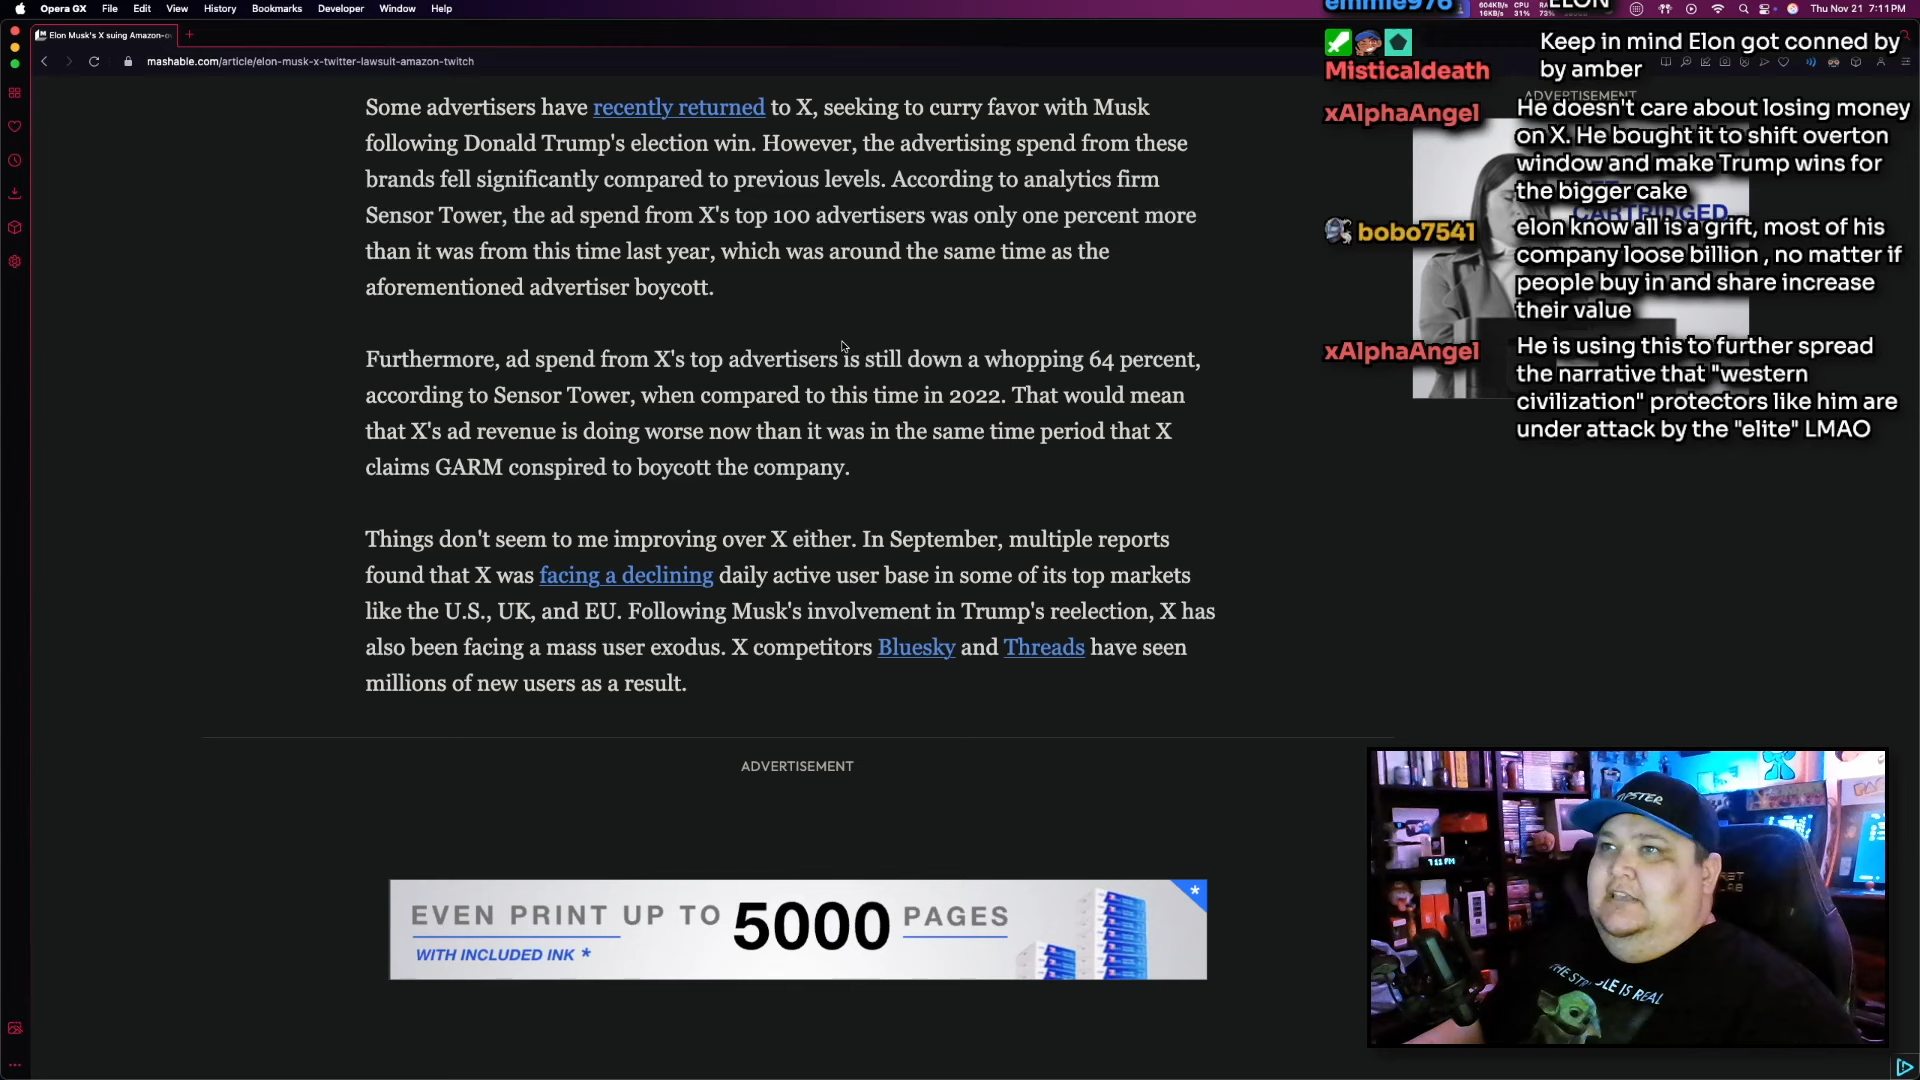 Opera GX File Edit View History Bookmarks Developer Window Help
604KB/s CPU
16KB/s 31% 73%
Thu Nov 21 7:11PM
Elon Musk's X suing Amazon-o
mashable.com/article/elon-musk-x-twitter-lawsuit-amazon-twitch
Some advertisers have recently returned to X, seeking to curry favor with Musk
following Donald Trump's election win. However, the advertising spend from these
brands fell significantly compared to previous levels. According to analytics firm
Sensor Tower, the ad spend from X's top 100 advertisers was only one percent more
than it was from this time last year, which was around the same time as the
aforementioned advertiser boycott.
Furthermore, ad spend from X's top advertisers is still down a whopping 64 percent,
according to Sensor Tower, when compared to this time in 2022. That would mean
that X's ad revenue is doing worse now than it was in the same time period that X
claims GARM conspired to boycott the company.
Things don't seem to me improving over X either. In September, multiple reports
found that X was facing a declining daily active user base in some of its top markets
like the U.S., UK, and EU. Following Musk's involvement in Trump's reelection, X has
also been facing a mass user exodus. X competitors Bluesky and Threads have seen
millions of new users as a result.
ADVERTISEMENT
EVEN PRINT UP TO 5000 PAGES
WITH INCLUDED INK *
*
emmie976 ELON
Misticaldeath Keep in mind Elon got conned by
by amber
ADVERTISEMENT
xAlphaAngel He doesn't care about losing money
on X. He bought it to shift overton
window and make Trump wins for
the bigger cake
CARTRIDGED
bobo7541 elon know all is a grift, most of his
company loose billion , no matter if
people buy in and share increase
their value
xAlphaAngel He is using this to further spread
the narrative that "western
civilization" protectors like him are
under attack by the "elite" LMAO
7:11 PM
THE STR LE IS REAL